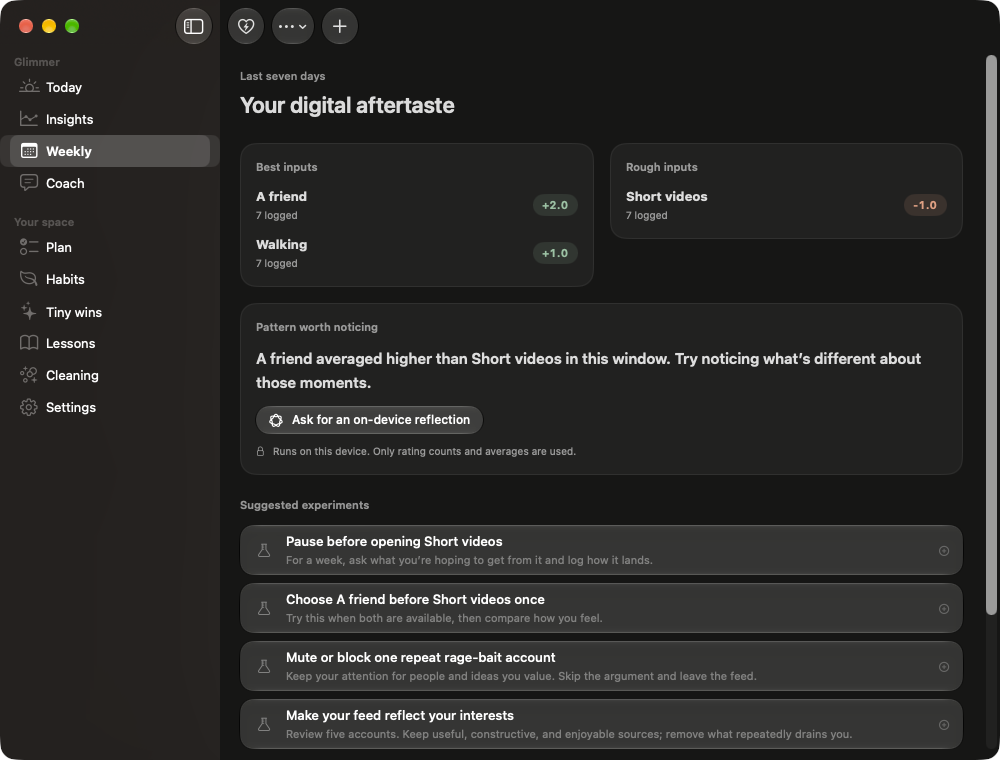 Glimmer
Today
Insights
Weekly
Coach
Your space
Plan
Habits
Tiny wins
Lessons
Cleaning
Settings
Last seven days
Your digital aftertaste
Best inputs
A friend
7 logged
+2.0
Walking
7 logged
+1.0
Rough inputs
Short videos
7 logged
-1.0
Pattern worth noticing
A friend averaged higher than Short videos in this window. Try noticing what’s different about
those moments.
Ask for an on-device reflection
Runs on this device. Only rating counts and averages are used.
Suggested experiments
Pause before opening Short videos
For a week, ask what you’re hoping to get from it and log how it lands.
Choose A friend before Short videos once
Try this when both are available, then compare how you feel.
Mute or block one repeat rage-bait account
Keep your attention for people and ideas you value. Skip the argument and leave the feed.
Make your feed reflect your interests
Review five accounts. Keep useful, constructive, and enjoyable sources; remove what repeatedly drains you.